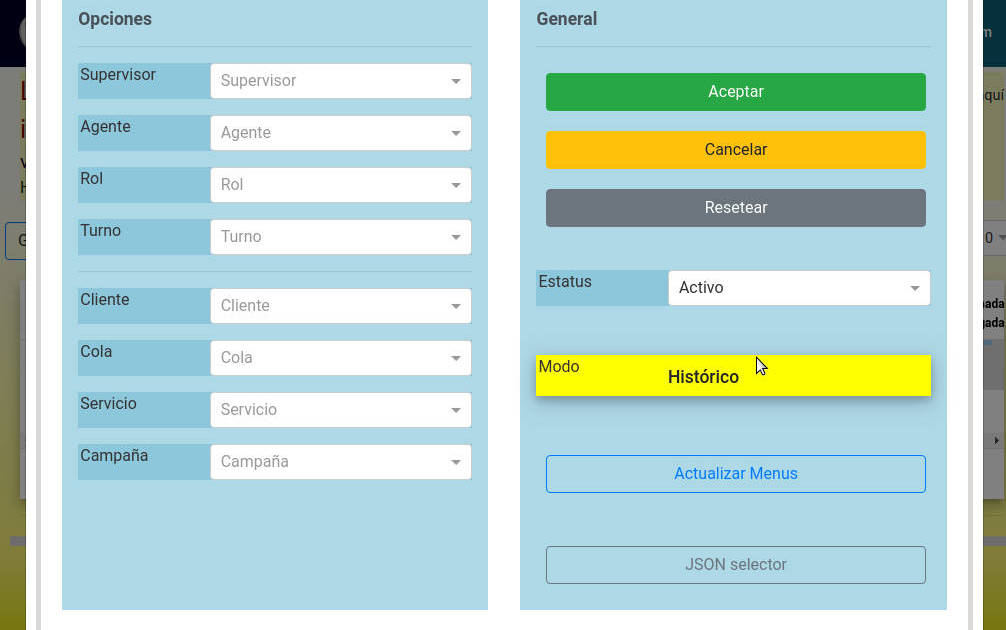 Opciones
Supervisor Supervisor
Agente Agente
Rol Rol
Turno Turno
Cliente Cliente
Cola Cola
Servicio Servicio
Campaña Campaña
General
Aceptar
Cancelar
Resetear
Estatus Activo
Modo Histórico
Actualizar Menus
JSON selector